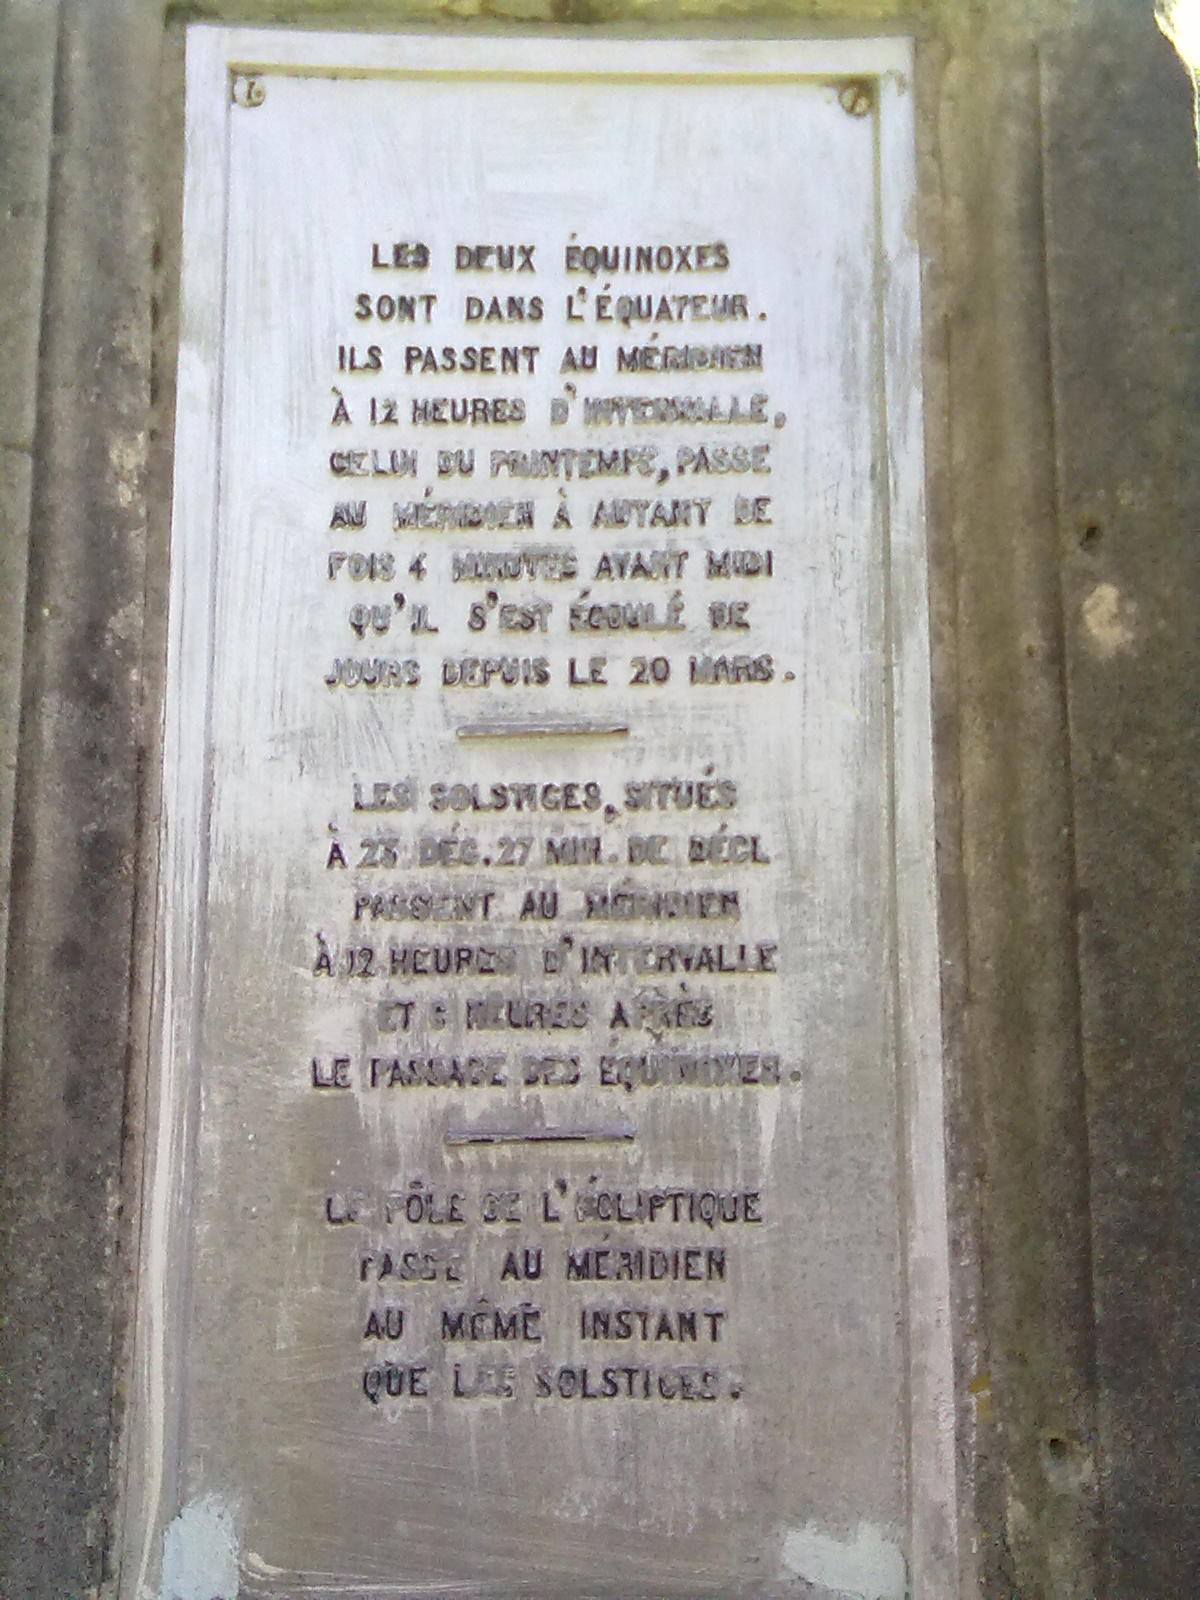 LES DEUX ÉQUINOXES
SONT DANS L'ÉQUATEUR.
ILS PASSENT AU MÉRIDIEN
À 12 HEURES D'INTERVALLE,
CELUI DU PRINTEMPS, PASSE
AU MÉRIDIEN À AUTANT DE
FOIS 4 MINUTES AVANT MIDI
QU'IL S'EST ÉCOULÉ DE
JOURS DEPUIS LE 20 MARS.
LES SOLSTICES, SITUÉS
À 23 DÉG. 27 MIN. DE DÉCL
PASSENT AU MÉRIDIEN
À 12 HEURES D'INTERVALLE
ET 6 HEURES APRÈS
LE PASSAGE DES ÉQUINOXES.
LE PÔLE DE L'ÉCLIPTIQUE
PASSE AU MÉRIDIEN
AU MÊME INSTANT
QUE LES SOLSTICES.